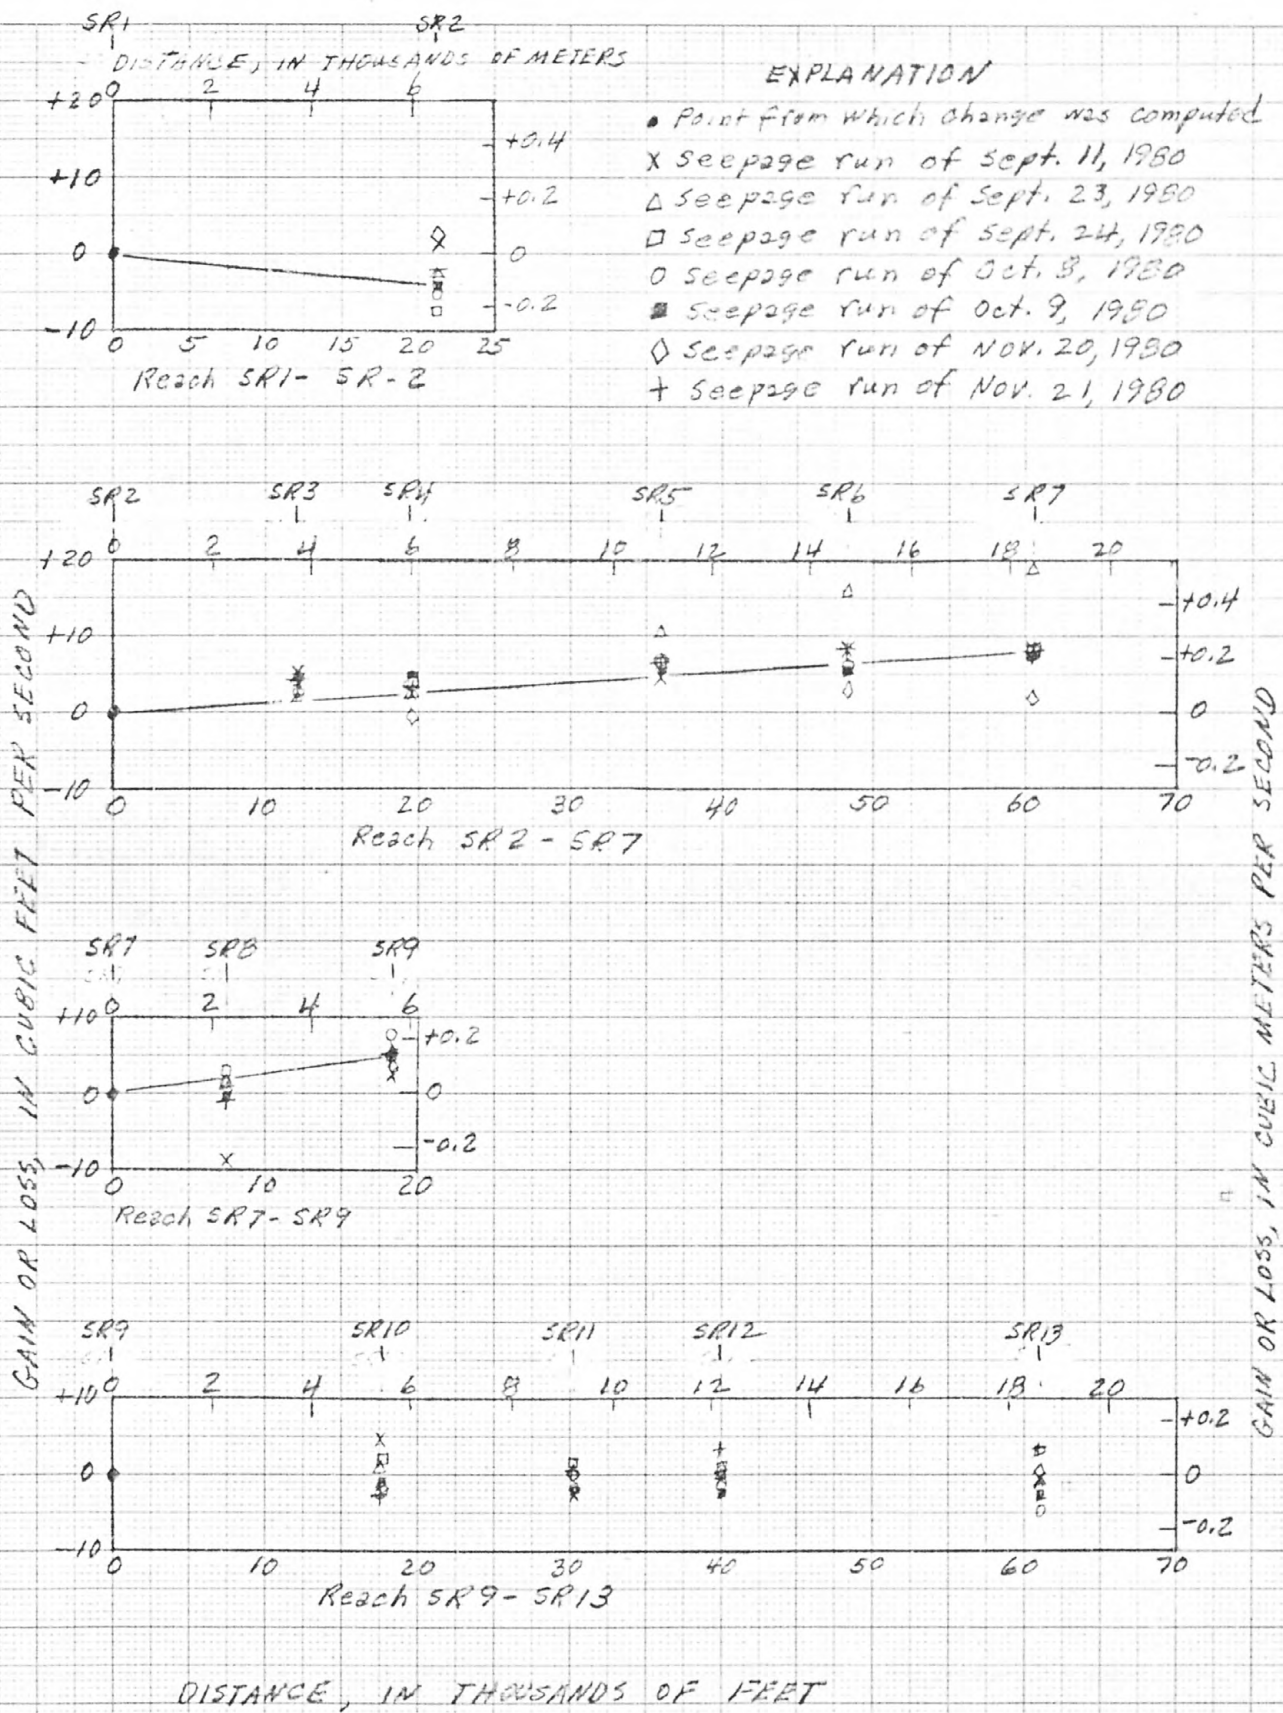 SR1 SR2
DISTANCE, IN THOUSANDS OF METERS
0 2 4 6
+20
+10
0
-10
+0.4
+0.2
0
-0.2
0 5 10 15 20 25
Reach SR1- SR-2
EXPLANATION
• Point from which change was computed
X Seepage run of Sept. 11, 1980
△ Seepage run of Sept. 23, 1980
□ Seepage run of Sept. 24, 1980
○ Seepage run of Oct. 8, 1980
■ Seepage run of Oct. 9, 1980
◇ Seepage run of Nov. 20, 1980
+ Seepage run of Nov. 21, 1980
SR2 SR3 SR4 SR5 SR6 SR7
0 2 4 6 8 10 12 14 16 18 20
+20
+10
0
-10
+0.4
+0.2
0
-0.2
0 10 20 30 40 50 60 70
Reach SR2 - SR7
SR7 SR8 SR9
0 2 4 6
+10
0
-10
+0.2
0
-0.2
0 10 20
Reach SR7- SR9
SR9 SR10 SR11 SR12 SR13
0 2 4 6 8 10 12 14 16 18 20
+10
0
-10
+0.2
0
-0.2
0 10 20 30 40 50 60 70
Reach SR9 - SR13
DISTANCE, IN THOUSANDS OF FEET
GAIN OR LOSS, IN CUBIC FEET PER SECOND
GAIN OR LOSS, IN CUBIC METERS PER SECOND